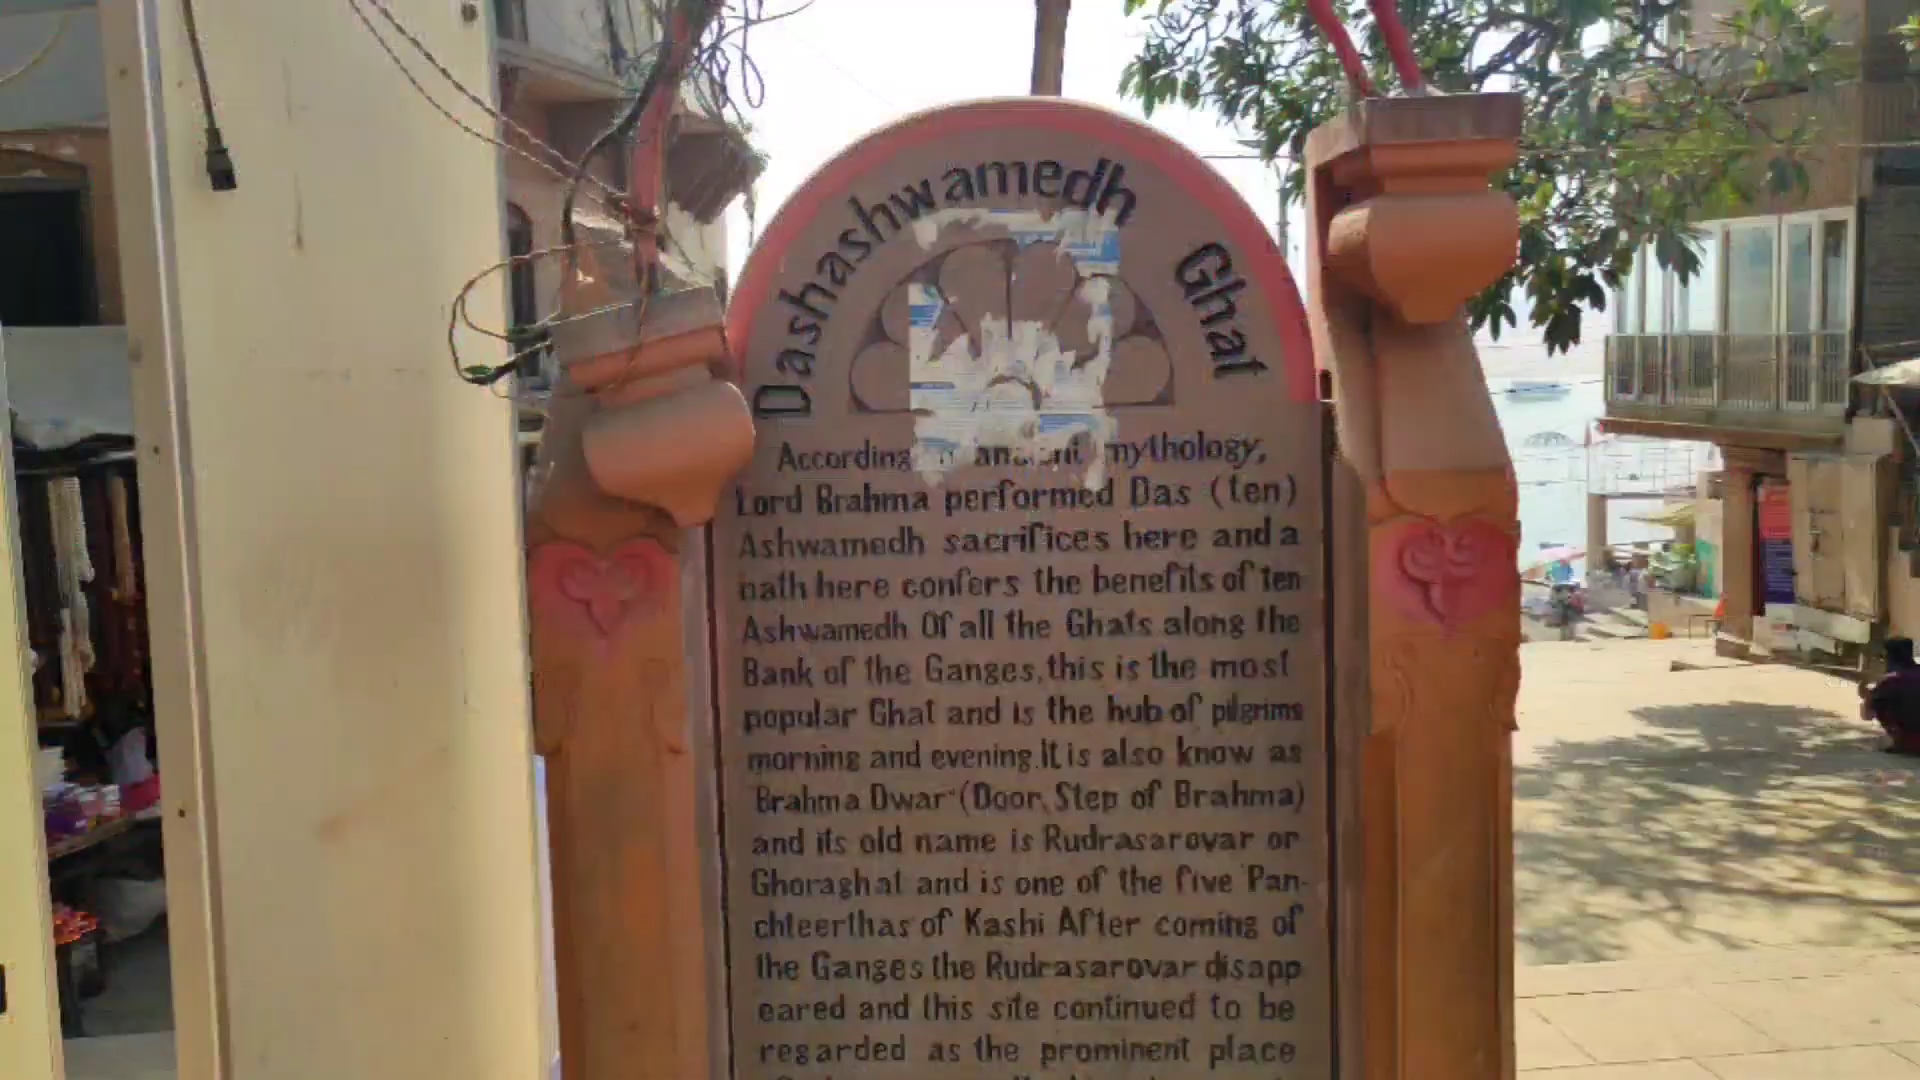 Dashashwamedh Ghat
According mythology,
Lord Brahma performed Das (ten)
Ashwamedh sacrifices here and a
bath here confers the benefits of ten
Ashwamedh Of all the Ghats along the
Bank of the Ganges, this is the most
popular Ghat and is the hub of pilgrims
morning and evening. It is also know as
Brahma Dwar (Door, Step of Brahma)
and its old name is Rudrasarovar or
Ghoraghat and is one of the five Pan-
chteerthas of Kashi After coming of
the Ganges the Rudrasarovar disapp
eared and this site continued to be
regarded as the prominent place